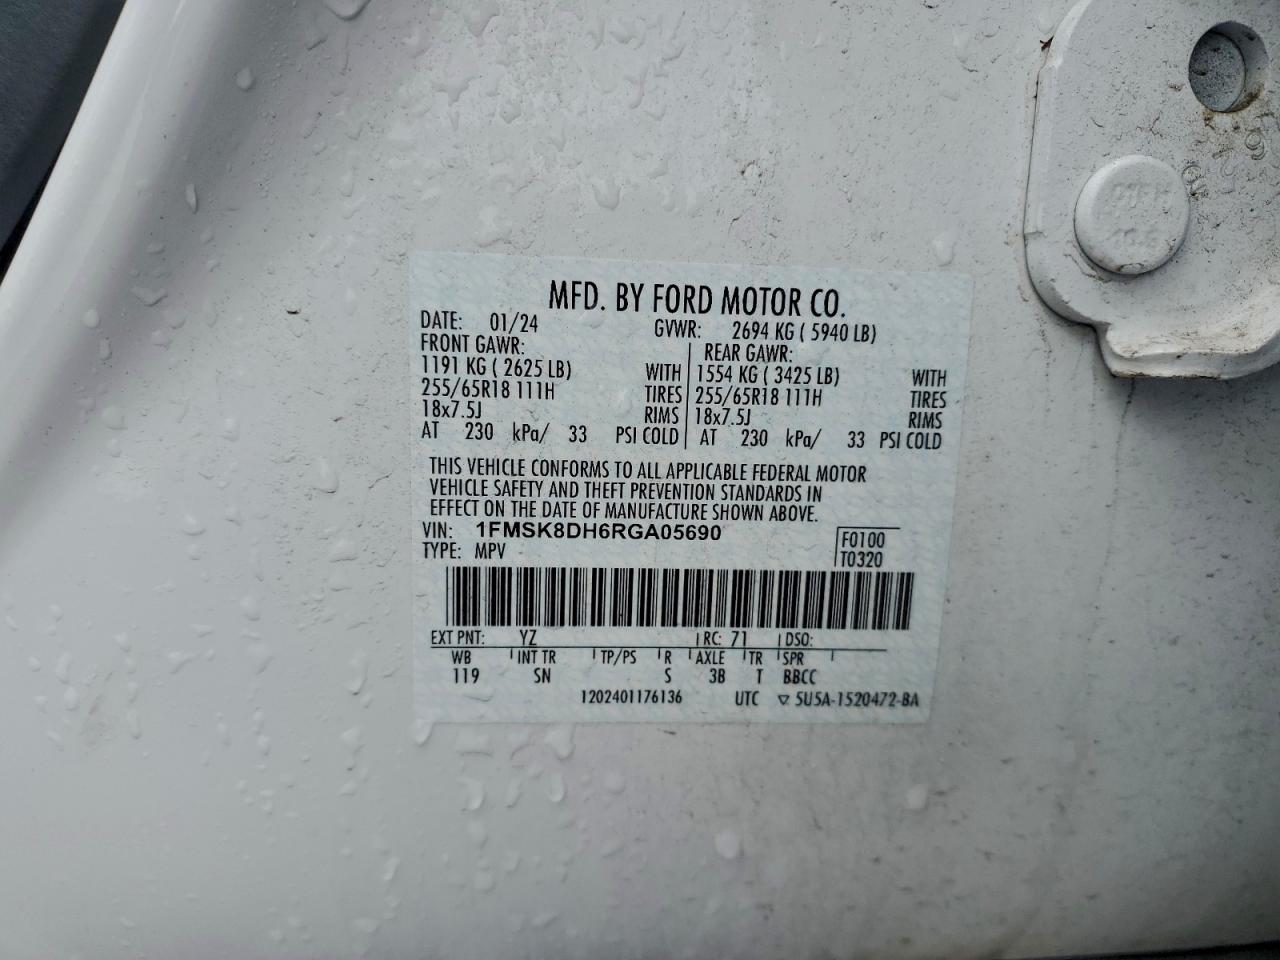 MFD. BY FORD MOTOR CO.
DATE: 01/24 GVWR: 2694 KG ( 5940 LB)
FRONT GAWR: REAR GAWR:
1191 KG ( 2625 LB) WITH 1554 KG ( 3425 LB) WITH
255/65R18 111H TIRES 255/65R18 111H TIRES
18x7.5J RIMS 18x7.5J RIMS
AT 230 kPa/ 33 PSI COLD AT 230 kPa/ 33 PSI COLD
THIS VEHICLE CONFORMS TO ALL APPLICABLE FEDERAL MOTOR
VEHICLE SAFETY AND THEFT PREVENTION STANDARDS IN
EFFECT ON THE DATE OF MANUFACTURE SHOWN ABOVE.
VIN: 1FMSK8DH6RGA05690 F0100
TYPE: MPV T0320
EXT PNT: YZ RC: 71 DSO:
WB INT TR TP/PS R AXLE TR SPR
119 SN S 3B T BBCC
1202401176136 UTC ▽ 5U5A-1520472-BA
10.9